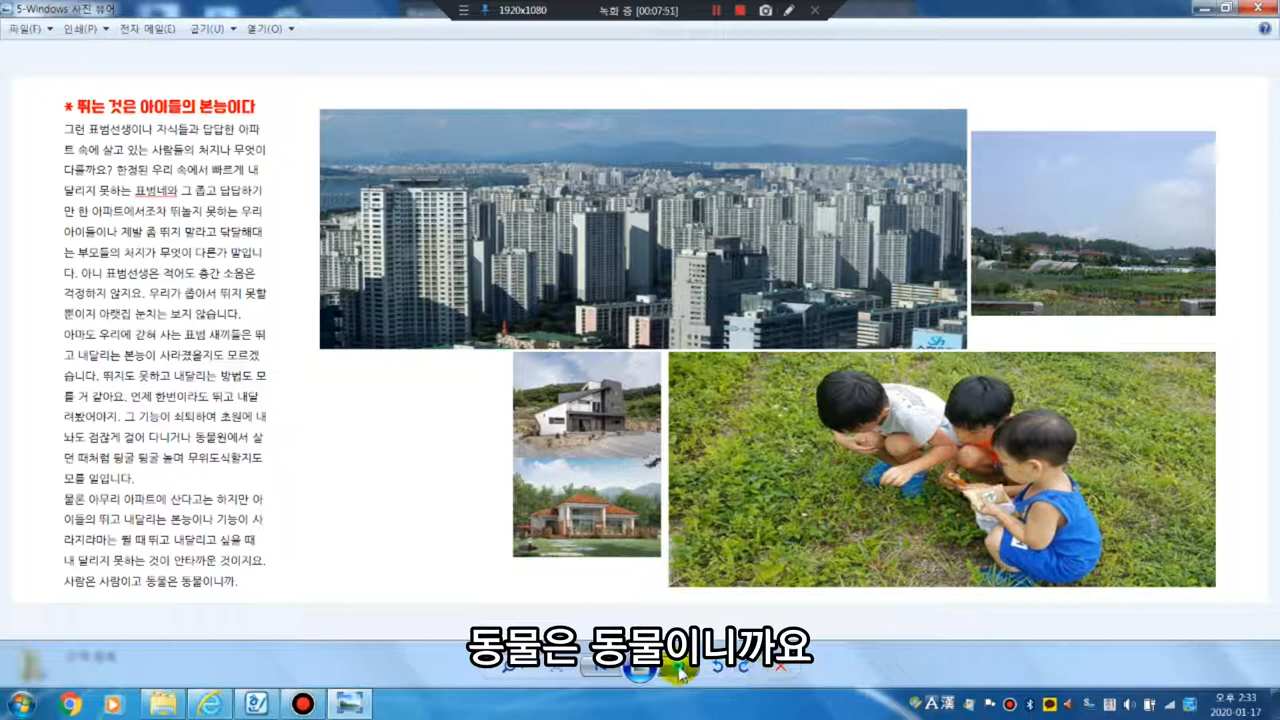 5-Windows 사진 뷰어
1920x1080
녹화 중 [00:07:51]
파일(F)
인쇄(P)
전자 메일(E)
굽기(U)
열기(O)
* 뛰는 것은 아이들의 본능이다
그런 표범선생이나 자식들과 답답한 아파
트 속에 살고 있는 사람들의 처지나 무엇이
다를까요? 한정된 우리 속에서 빠르게 내
달리지 못하는 표범네와 그 좁고 답답하기
만 한 아파트에서조차 뛰놀지 못하는 우리
아이들이나 제발 좀 뛰지 말라고 닦달해대
는 부모들의 처지가 무엇이 다른가 말입니
다. 아니 표범선생은 적어도 층간 소음은
걱정하지 않지요. 우리가 좁아서 뛰지 못할
뿐이지 아랫집 눈치는 보지 않습니다.
아마도 우리에 갇혀 사는 표범 새끼들은 뛰
고 내달리는 본능이 사라졌을지도 모르겠
습니다. 뛰지도 못하고 내달리는 방법도 모
를 거 같아요. 언제 한번이라도 뛰고 내달
려봤어야지. 그 기능이 쇠퇴하여 초원에 내
놔도 점잖게 걸어 다니거나 동물원에서 살
던 때처럼 뒹굴 뒹굴 놀며 무위도식할지도
모를 일입니다.
물론 아무리 아파트에 산다고는 하지만 아
이들의 뛰고 내달리는 본능이나 기능이 사
라지랴마는 뛸 때 뛰고 내달리고 싶을 때
내 달리지 못하는 것이 안타까운 것이지요.
사람은 사람이고 동물은 동물이니까.
동물은 동물이니까요
A 漢
오후 2:33
2020-01-17